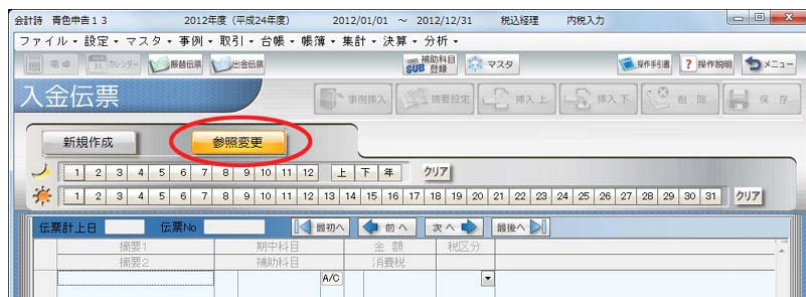 会計詩 青色申告13 2012年度（平成24年度） 2012/01/01 ～ 2012/12/31 税込経理 内税入力
ファイル・設定・マスタ・事例・取引・台帳・帳簿・集計・決算・分析・
電卓 カレンダー 振替伝票 出金伝票 SUB 補助科目登録 マスタ 操作手引書 ? 操作説明 メニュー
入金伝票 事例挿入 摘要設定 挿入上 挿入下 削除 保存
新規作成 参照変更
1 2 3 4 5 6 7 8 9 10 11 12 上 下 年 クリア
1 2 3 4 5 6 7 8 9 10 11 12 13 14 15 16 17 18 19 20 21 22 23 24 25 26 27 28 29 30 31 クリア
伝票計上日 伝票No 最初へ 前へ 次へ 最後へ
摘要1 期中科目 金額 税区分
摘要2 補助科目 消費税
A/C